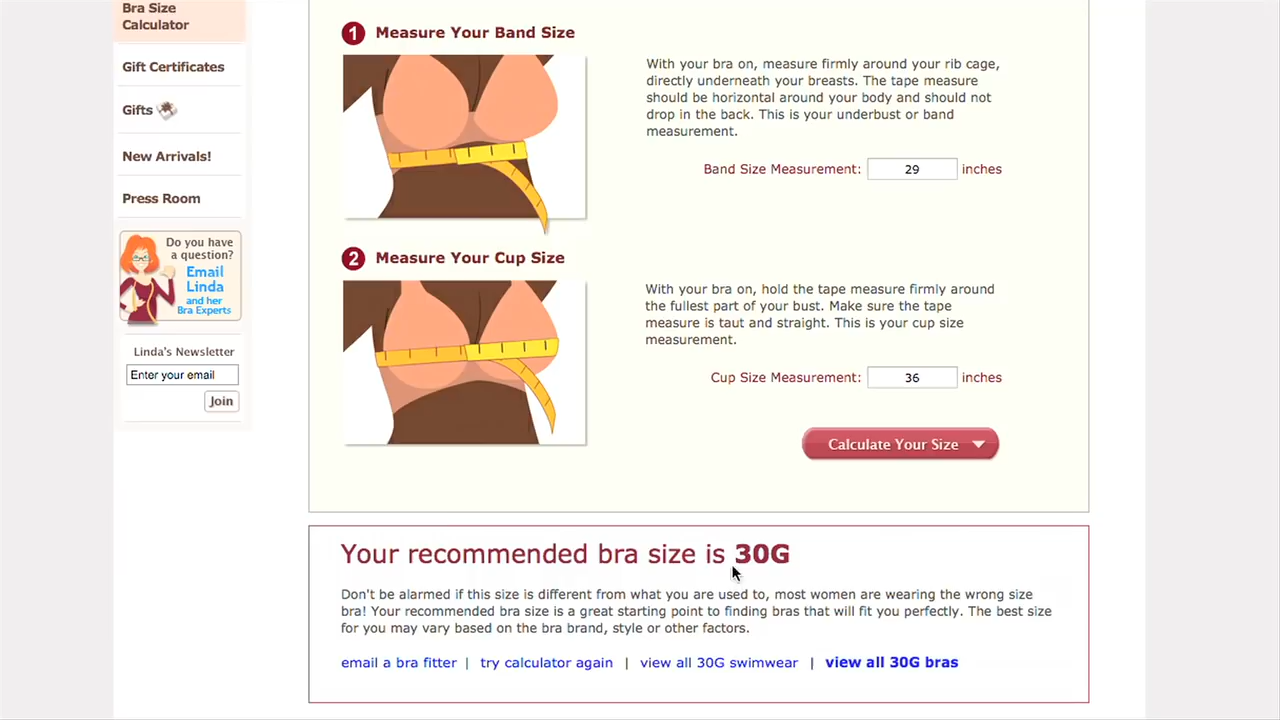 Bra Size
Calculator
Gift Certificates
Gifts
New Arrivals!
Press Room
Do you have
a question?
Email
Linda
and her
Bra Experts
Linda's Newsletter
Enter your email
Join
1 Measure Your Band Size
With your bra on, measure firmly around your rib cage,
directly underneath your breasts. The tape measure
should be horizontal around your body and should not
drop in the back. This is your underbust or band
measurement.
Band Size Measurement: 29 inches
2 Measure Your Cup Size
With your bra on, hold the tape measure firmly around
the fullest part of your bust. Make sure the tape
measure is taut and straight. This is your cup size
measurement.
Cup Size Measurement: 36 inches
Calculate Your Size
Your recommended bra size is 30G
Don't be alarmed if this size is different from what you are used to, most women are wearing the wrong size
bra! Your recommended bra size is a great starting point to finding bras that will fit you perfectly. The best size
for you may vary based on the bra brand, style or other factors.
email a bra fitter | try calculator again | view all 30G swimwear | view all 30G bras